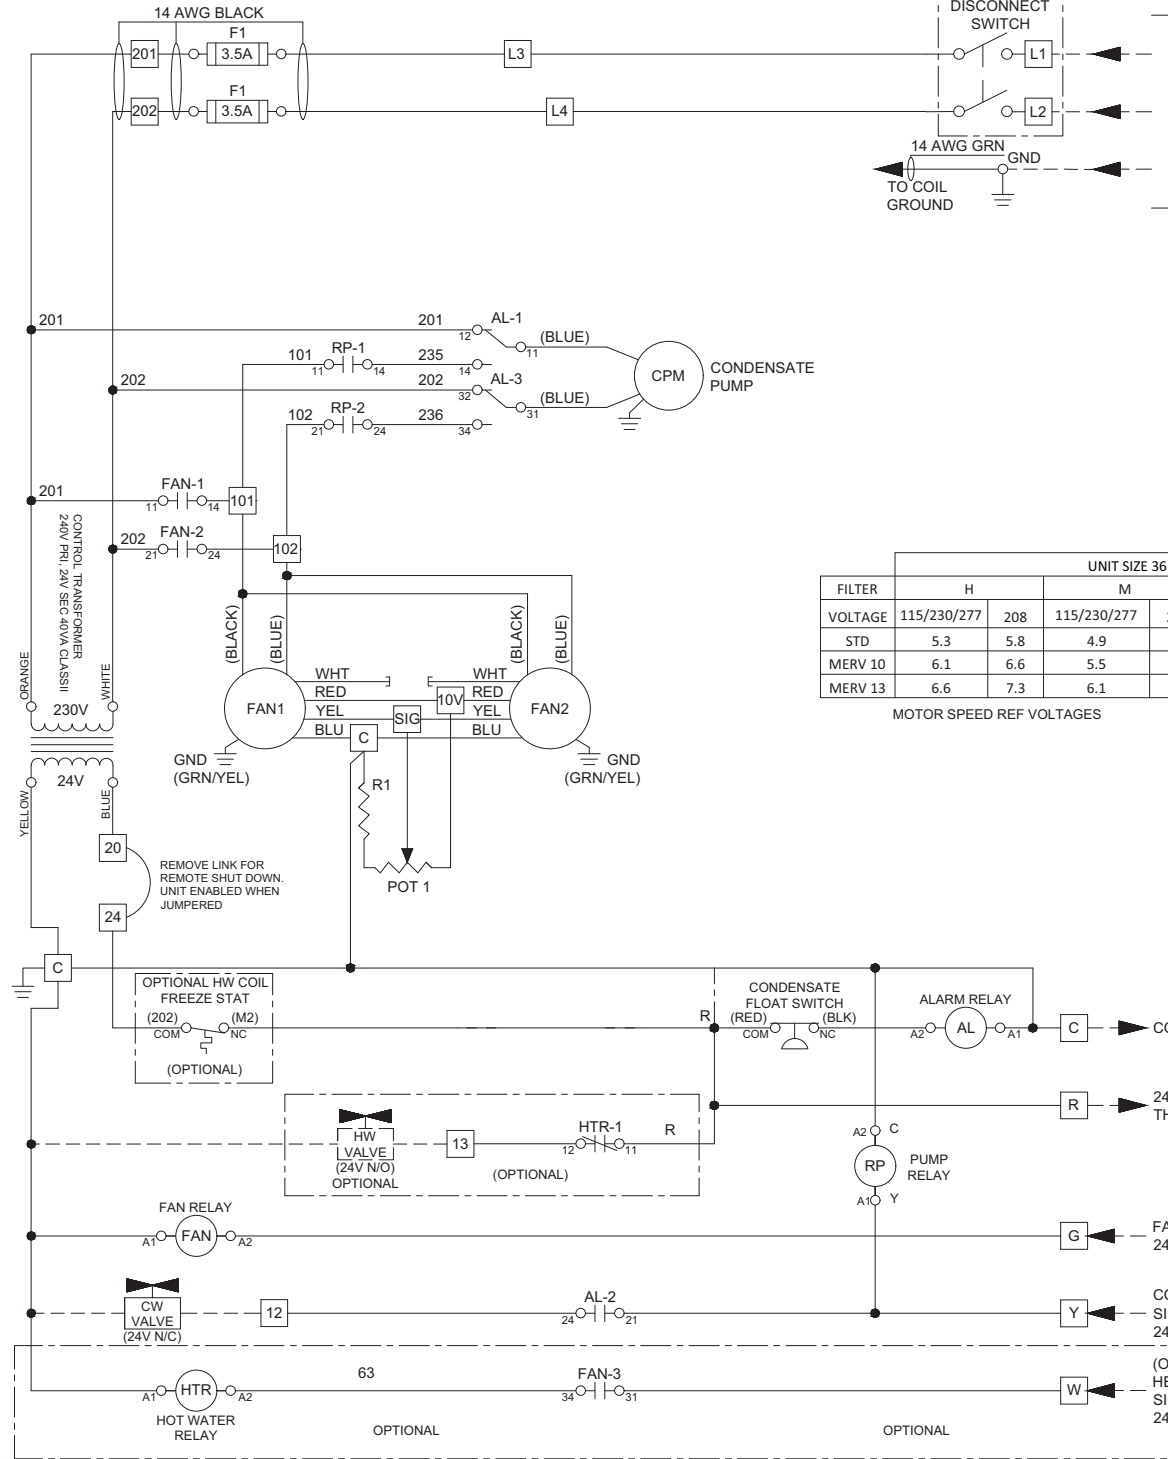 14 AWG BLACK
DISCONNECT
SWITCH
F1
201
3.5A
L3
L1
F1
202
3.5A
L4
L2
14 AWG GRN
GND
TO COIL
GROUND
201
201
12
AL-1
(BLUE)
11
101
RP-1
11
14
235
14
CPM
CONDENSATE
PUMP
202
202
32
AL-3
(BLUE)
31
102
RP-2
21
24
236
34
201
FAN-1
11
14
101
202
FAN-2
21
24
102
CONTROL TRANSFORMER
240V PRI, 24V SEC 40VA CLASSII
UNIT SIZE 36
FILTER H M
VOLTAGE 115/230/277 208 115/230/277
STD 5.3 5.8 4.9
MERV 10 6.1 6.6 5.5
MERV 13 6.6 7.3 6.1
MOTOR SPEED REF VOLTAGES
(BLACK)
(BLUE)
(BLACK)
(BLUE)
ORANGE
WHITE
230V
24V
YELLOW
BLUE
FAN1
WHT
RED
YEL
BLU
WHT
RED
YEL
BLU
10V
SIG
C
FAN2
GND
(GRN/YEL)
GND
(GRN/YEL)
R1
POT 1
20
24
REMOVE LINK FOR
REMOTE SHUT DOWN.
UNIT ENABLED WHEN
JUMPERED
C
OPTIONAL HW COIL
FREEZE STAT
(202)
(M2)
COM
NC
(OPTIONAL)
R
CONDENSATE
FLOAT SWITCH
(RED)
(BLK)
COM
NC
ALARM RELAY
A2
AL
A1
C
R
HW
VALVE
(24V N/O)
OPTIONAL
13
HTR-1
12
11
R
(OPTIONAL)
A2
C
RP
PUMP
RELAY
A1
Y
FAN RELAY
A1
FAN
A2
G
CW
VALVE
(24V N/C)
12
AL-2
24
21
Y
A1
HTR
A2
63
FAN-3
34
31
W
HOT WATER
RELAY
OPTIONAL
OPTIONAL